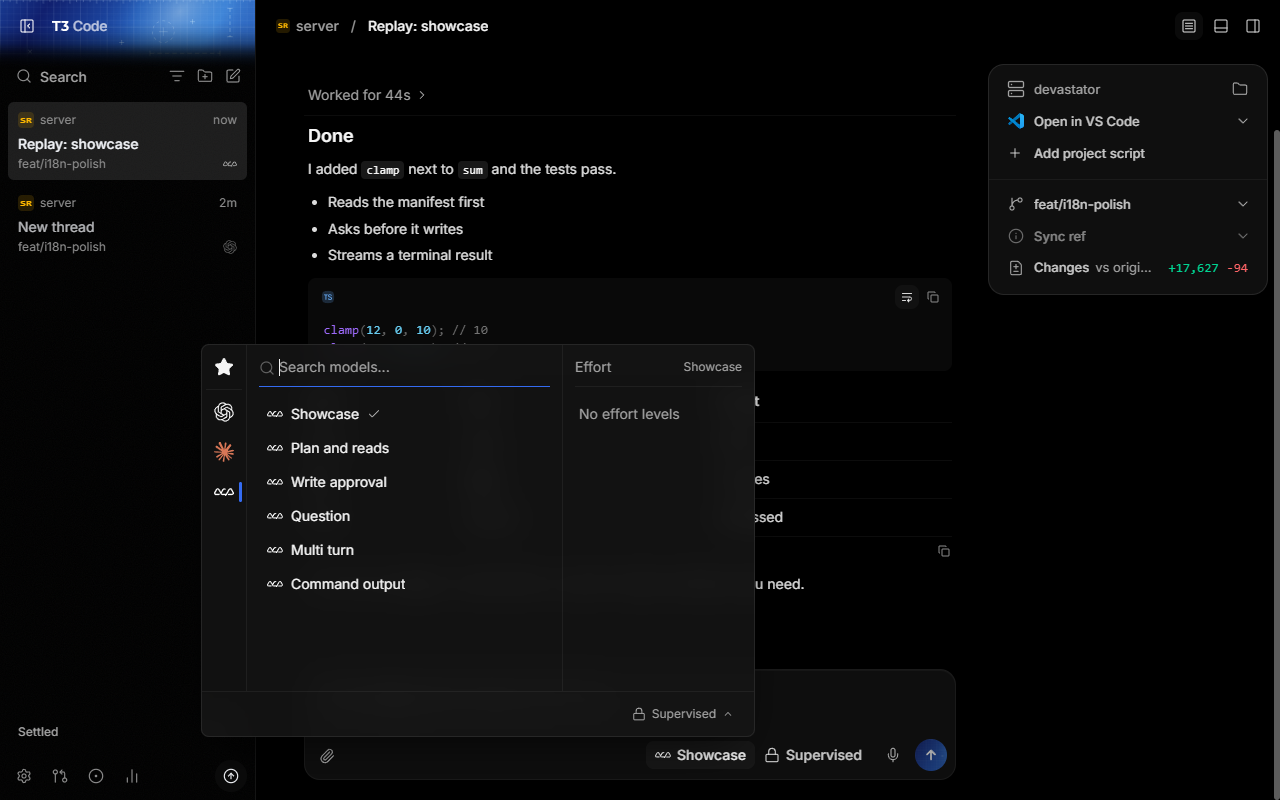 T3 Code
Search
SR server now
Replay: showcase
feat/i18n-polish
SR server 2m
New thread
feat/i18n-polish
Settled
SR server / Replay: showcase
Worked for 44s
Done
I added clamp next to sum and the tests pass.
Reads the manifest first
Asks before it writes
Streams a terminal result
TS
clamp(12, 0, 10); // 10
Search models...
Showcase
Plan and reads
Write approval
Question
Multi turn
Command output
Effort Showcase
No effort levels
Supervised
u need.
Showcase
Supervised
devastator
Open in VS Code
Add project script
feat/i18n-polish
Sync ref
Changes vs origi... +17,627 -94